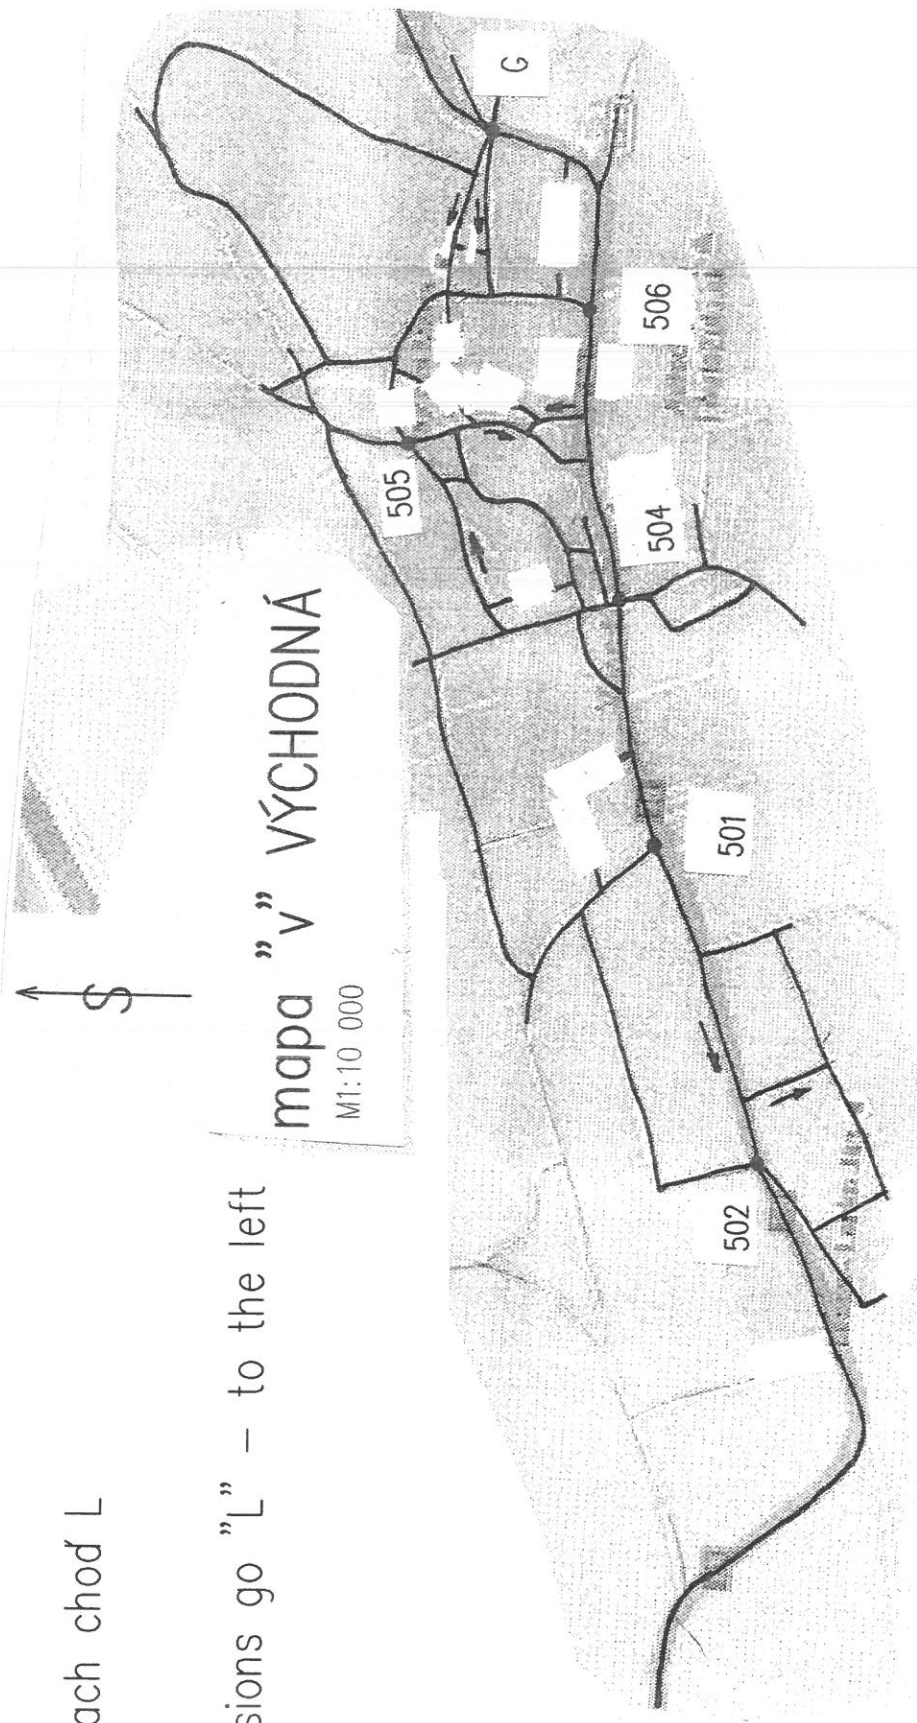 ach choď L
sions go "L" – to the left
S
mapa "v" VÝCHODNÁ
M1:10 000
502
501
505
504
506
G